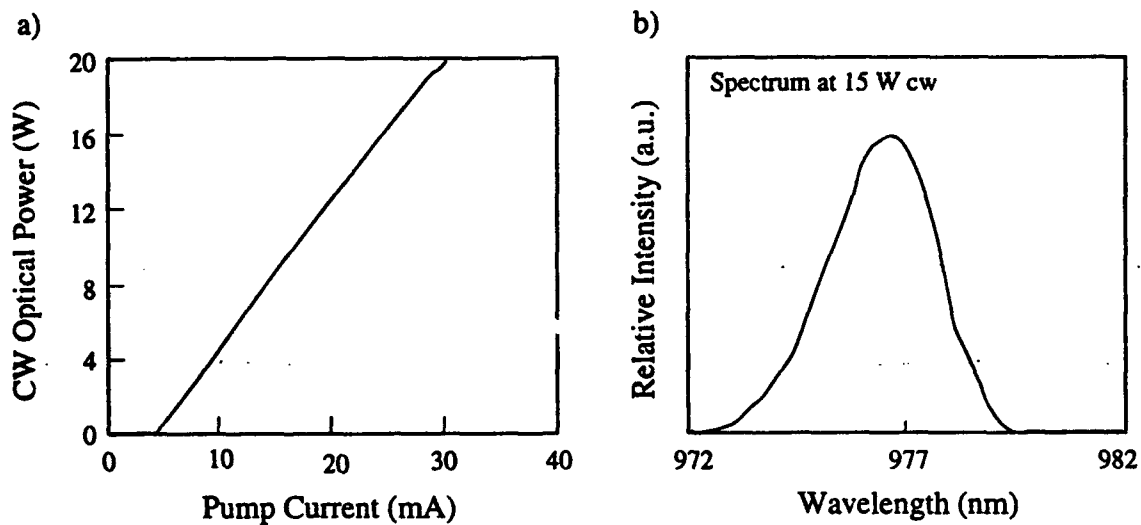 a)
CW Optical Power (W)
20
16
12
8
4
0
0 10 20 30 40
Pump Current (mA)
b)
Relative Intensity (a.u.)
Spectrum at 15 W cw
972 977 982
Wavelength (nm)